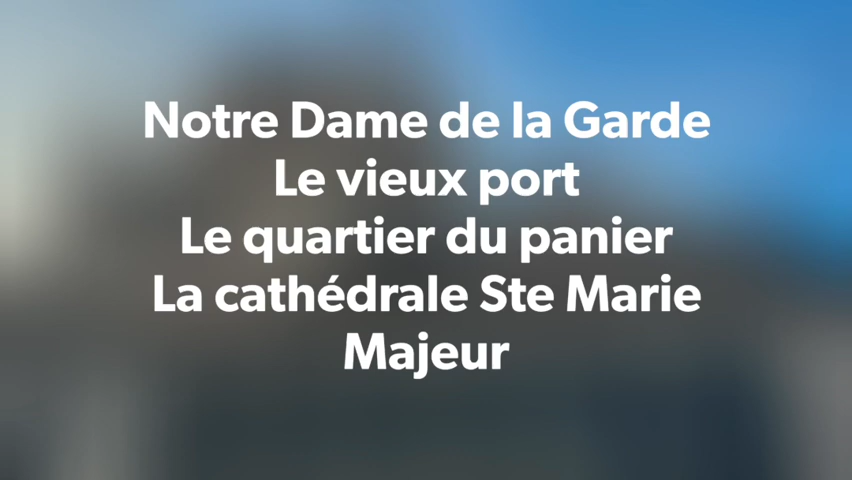 Notre Dame de la Garde
Le vieux port
Le quartier du panier
La cathédrale Ste Marie
Majeur